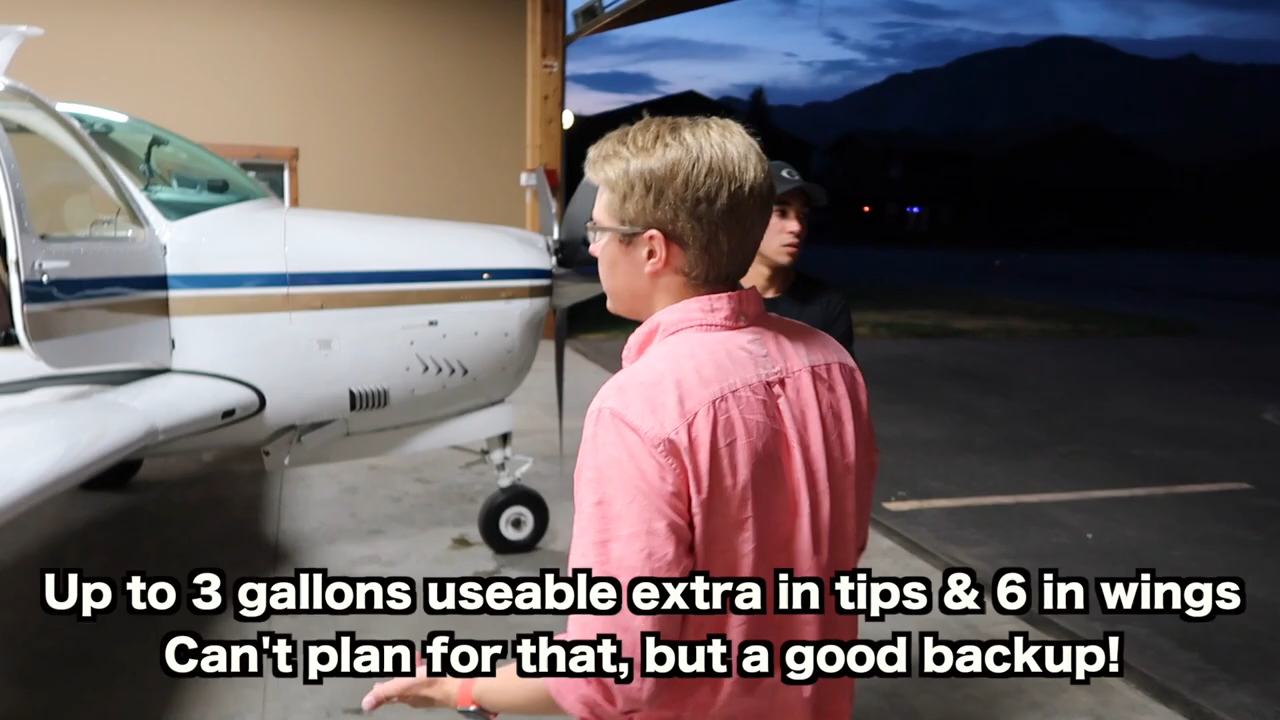 Up to 3 gallons useable extra in tips & 6 in wings
Can't plan for that, but a good backup!